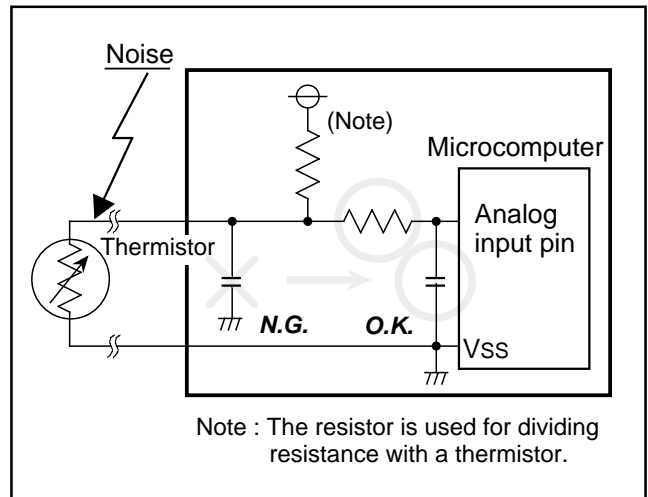 Noise
(Note)
Microcomputer
Thermistor
Analog
input pin
N.G.
O.K.
VSS
Note : The resistor is used for dividing
resistance with a thermistor.